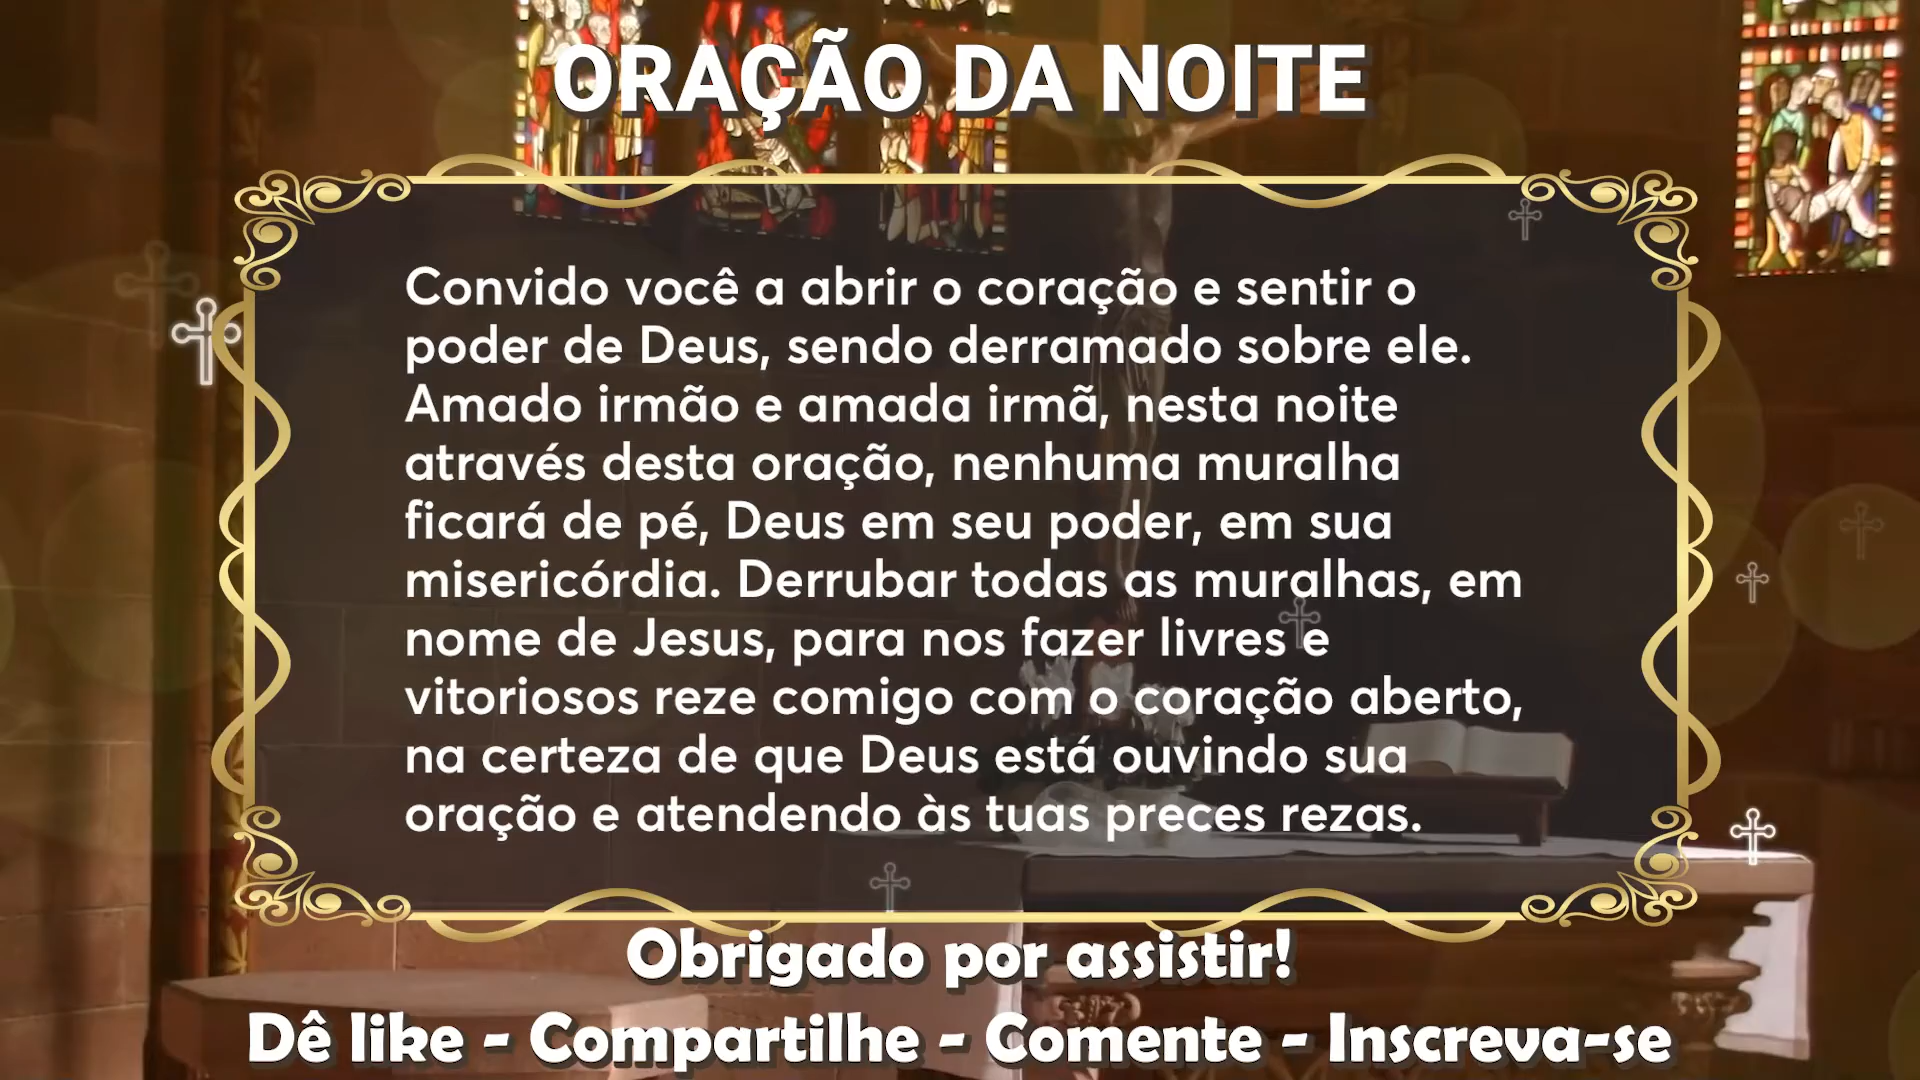 ORAÇÃO DA NOITE
Convido você a abrir o coração e sentir o
poder de Deus, sendo derramado sobre ele.
Amado irmão e amada irmã, nesta noite
através desta oração, nenhuma muralha
ficará de pé, Deus em seu poder, em sua
misericórdia. Derrubar todas as muralhas, em
nome de Jesus, para nos fazer livres e
vitoriosos reze comigo com o coração aberto,
na certeza de que Deus está ouvindo sua
oração e atendendo às tuas preces rezas.
Obrigado por assistir!
Dê like - Compartilhe - Comente - Inscreva-se